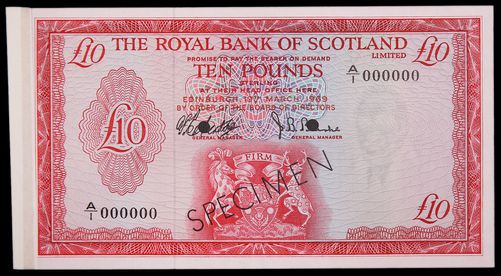 £10 THE ROYAL BANK OF SCOTLAND £10
LIMITED
PROMISE TO PAY THE BEARER ON DEMAND
TEN POUNDS
A/1 000000
STERLING
AT THEIR HEAD OFFICE HERE
EDINBURGH 19TH MARCH, 1969
BY ORDER OF THE BOARD OF DIRECTORS
£10
GENERAL MANAGER GENERAL MANAGER
FIRM
SPECIMEN
A/1 000000
£10